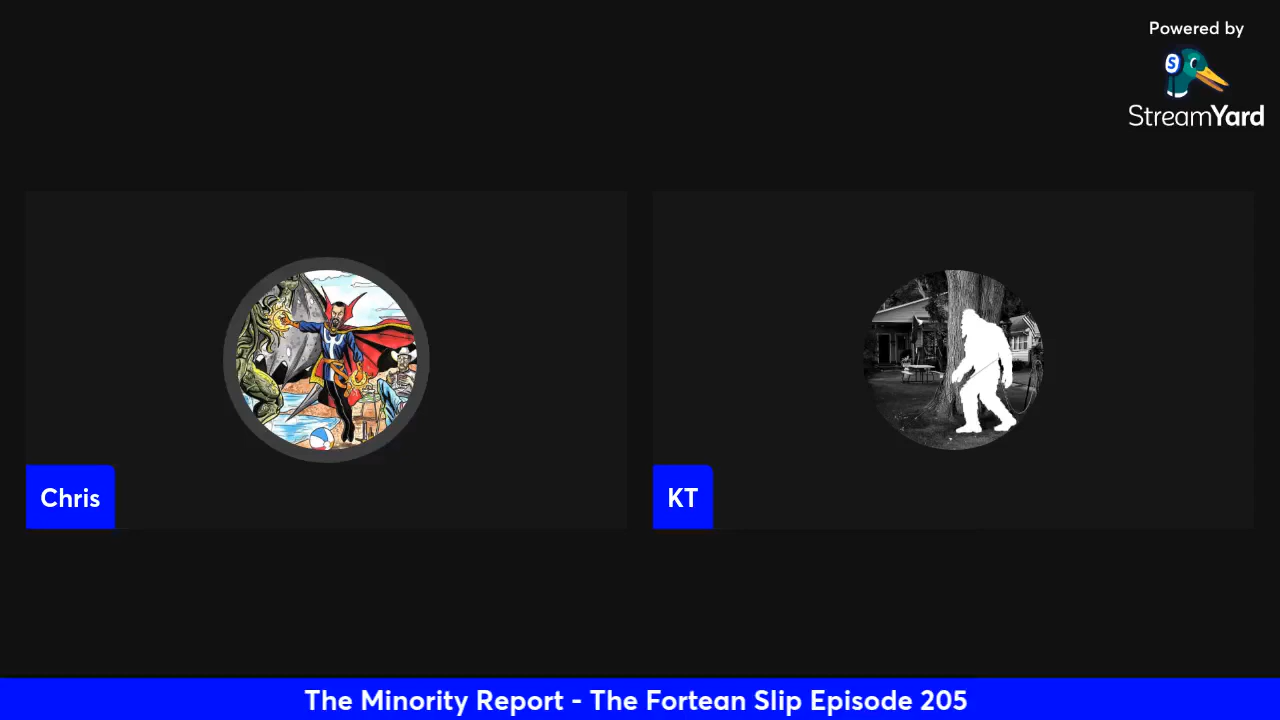 Powered by
S
StreamYard
Chris
KT
The Minority Report - The Fortean Slip Episode 205